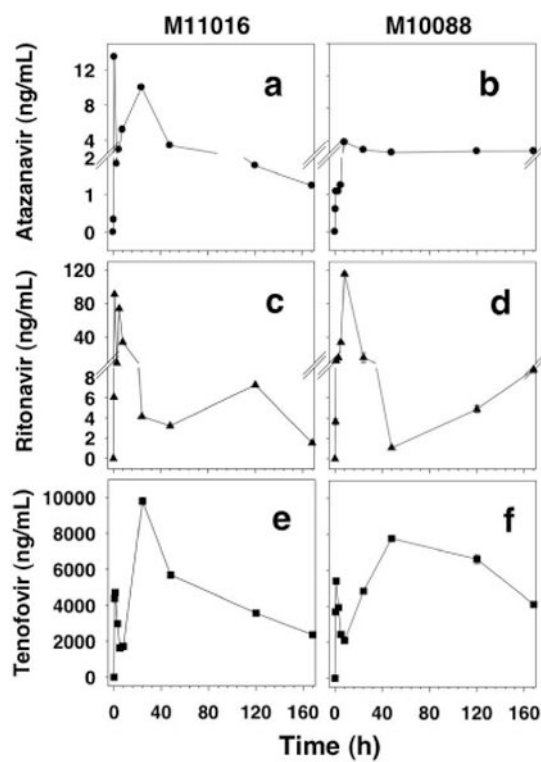 M11016 M10088
Atazanavir (ng/mL)
12
8
4
2
1
0
a
b
Ritonavir (ng/mL)
120
80
40
8
6
4
2
0
c
d
Tenofovir (ng/mL)
10000
8000
6000
4000
2000
0
e
f
0 40 80 120 160 0 40 80 120 160
Time (h)